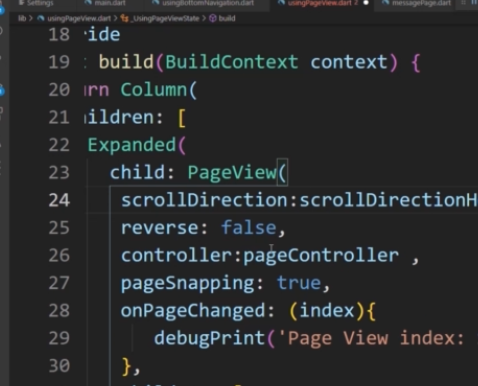 Settings main.dart usingBottomNavigation.dart usingPageView.dart 2 messagePage.dart
lib > usingPageView.dart > _UsingPageViewState > build
18 ide
19 : build(BuildContext context) {
20 rn Column(
21 ildren: [
22 Expanded(
23 child: PageView(
24 scrollDirection:scrollDirectionH
25 reverse: false,
26 controller:pageController ,
27 pageSnapping: true,
28 onPageChanged: (index){
29 debugPrint('Page View index:
30 },